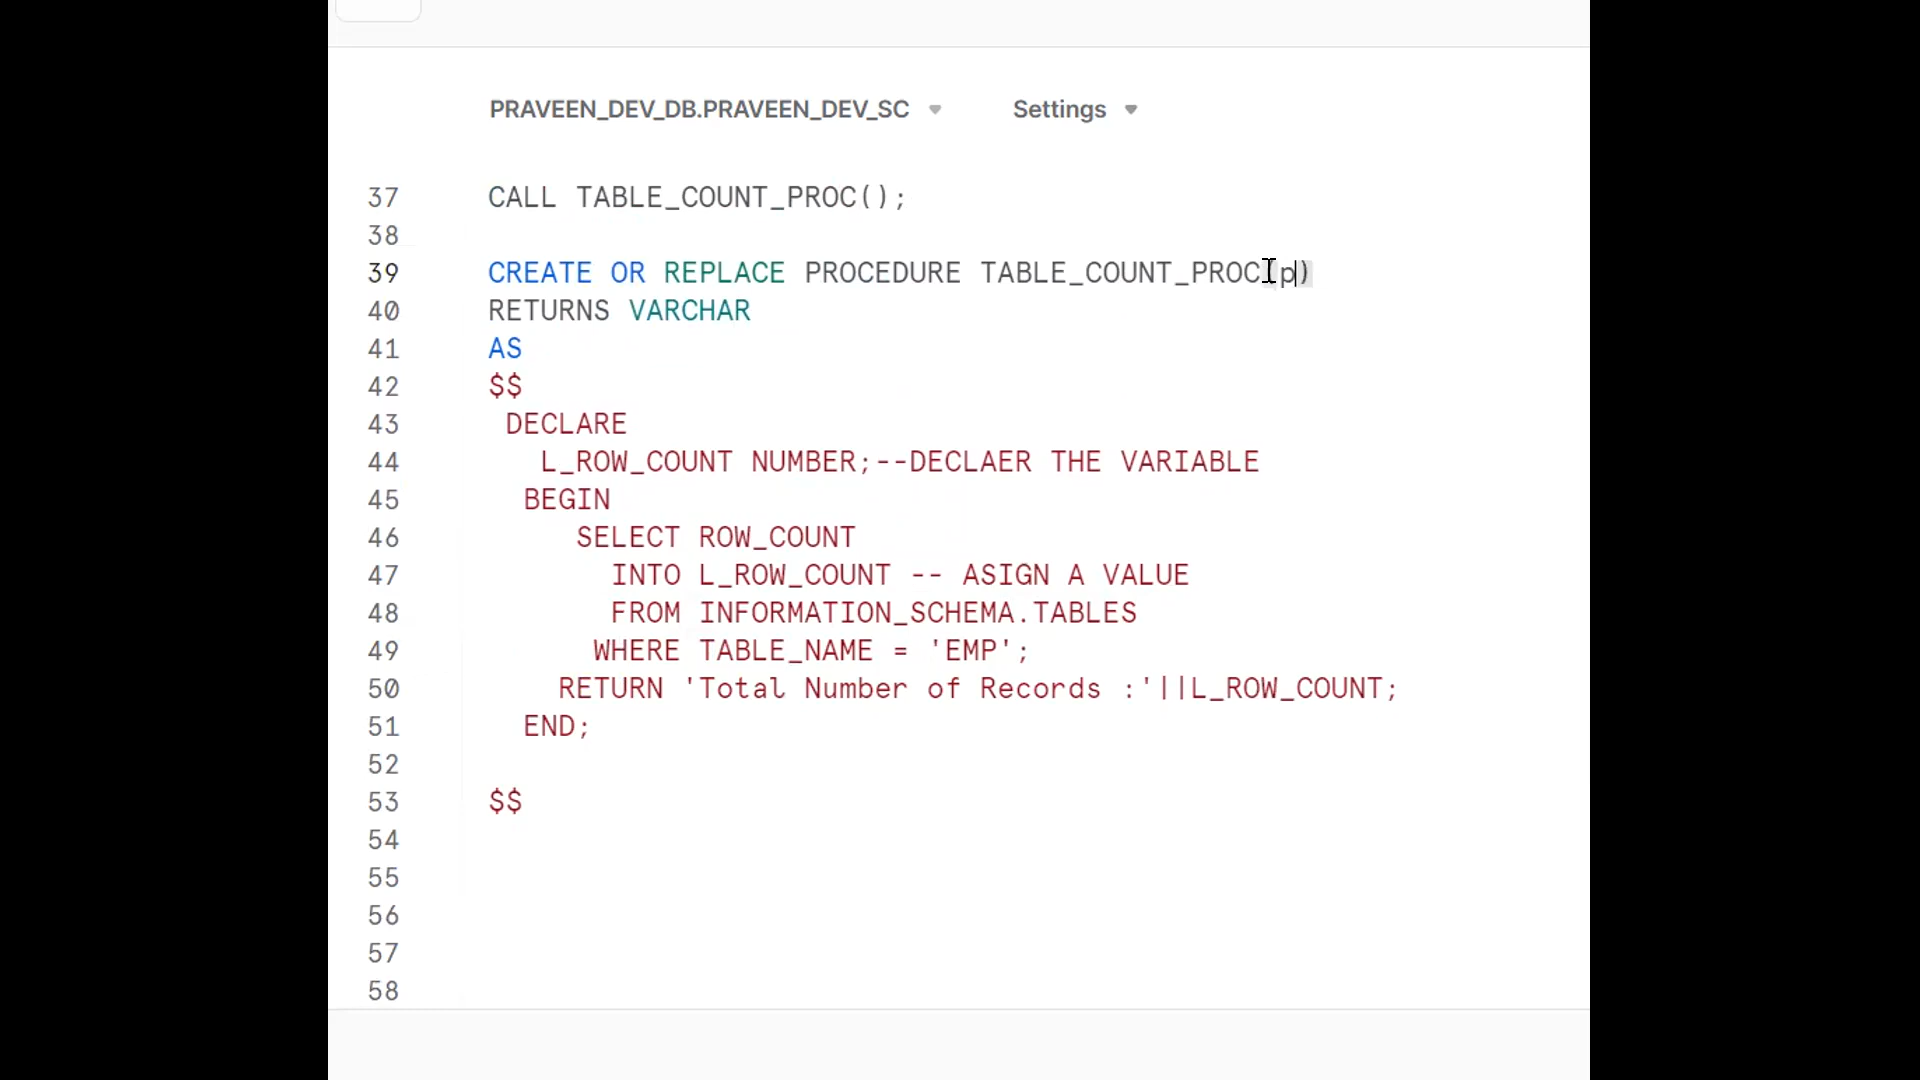 PRAVEEN_DEV_DB.PRAVEEN_DEV_SC Settings
37 CALL TABLE_COUNT_PROC();
38
39 CREATE OR REPLACE PROCEDURE TABLE_COUNT_PROC(p)
40 RETURNS VARCHAR
41 AS
42 $$
43 DECLARE
44 L_ROW_COUNT NUMBER;--DECLAER THE VARIABLE
45 BEGIN
46 SELECT ROW_COUNT
47 INTO L_ROW_COUNT -- ASIGN A VALUE
48 FROM INFORMATION_SCHEMA.TABLES
49 WHERE TABLE_NAME = 'EMP';
50 RETURN 'Total Number of Records :'||L_ROW_COUNT;
51 END;
52
53 $$
54
55
56
57
58